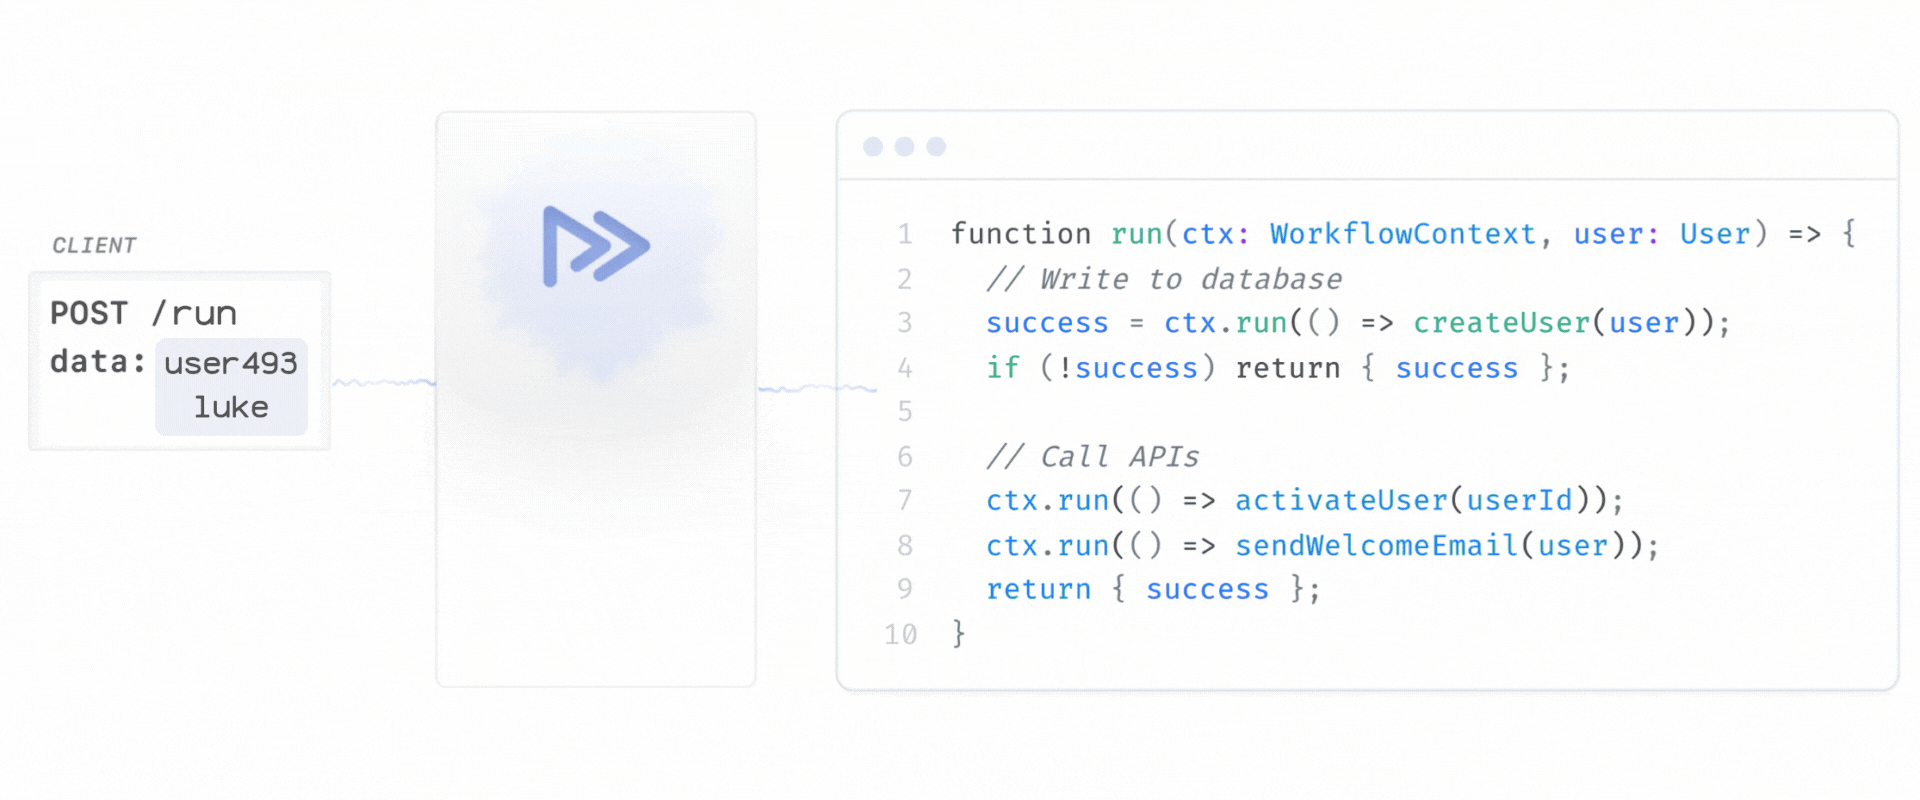 CLIENT
POST /run
data: user493
luke
1 function run(ctx: WorkflowContext, user: User) => {
2 // Write to database
3 success = ctx.run(() => createUser(user));
4 if (!success) return { success };
5
6 // Call APIs
7 ctx.run(() => activateUser(userId));
8 ctx.run(() => sendWelcomeEmail(user));
9 return { success };
10 }